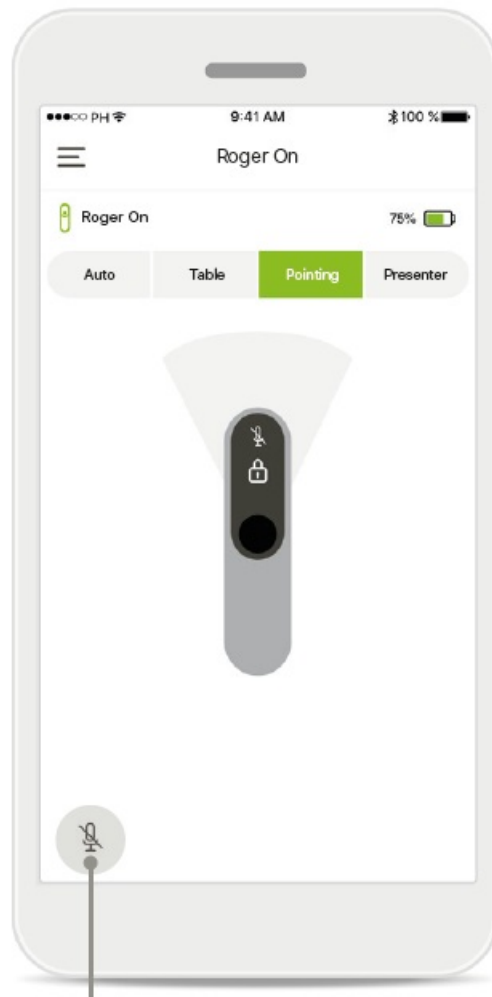 PH 9:41 AM 100 %
Roger On
Roger On 75%
Auto Table Pointing Presenter